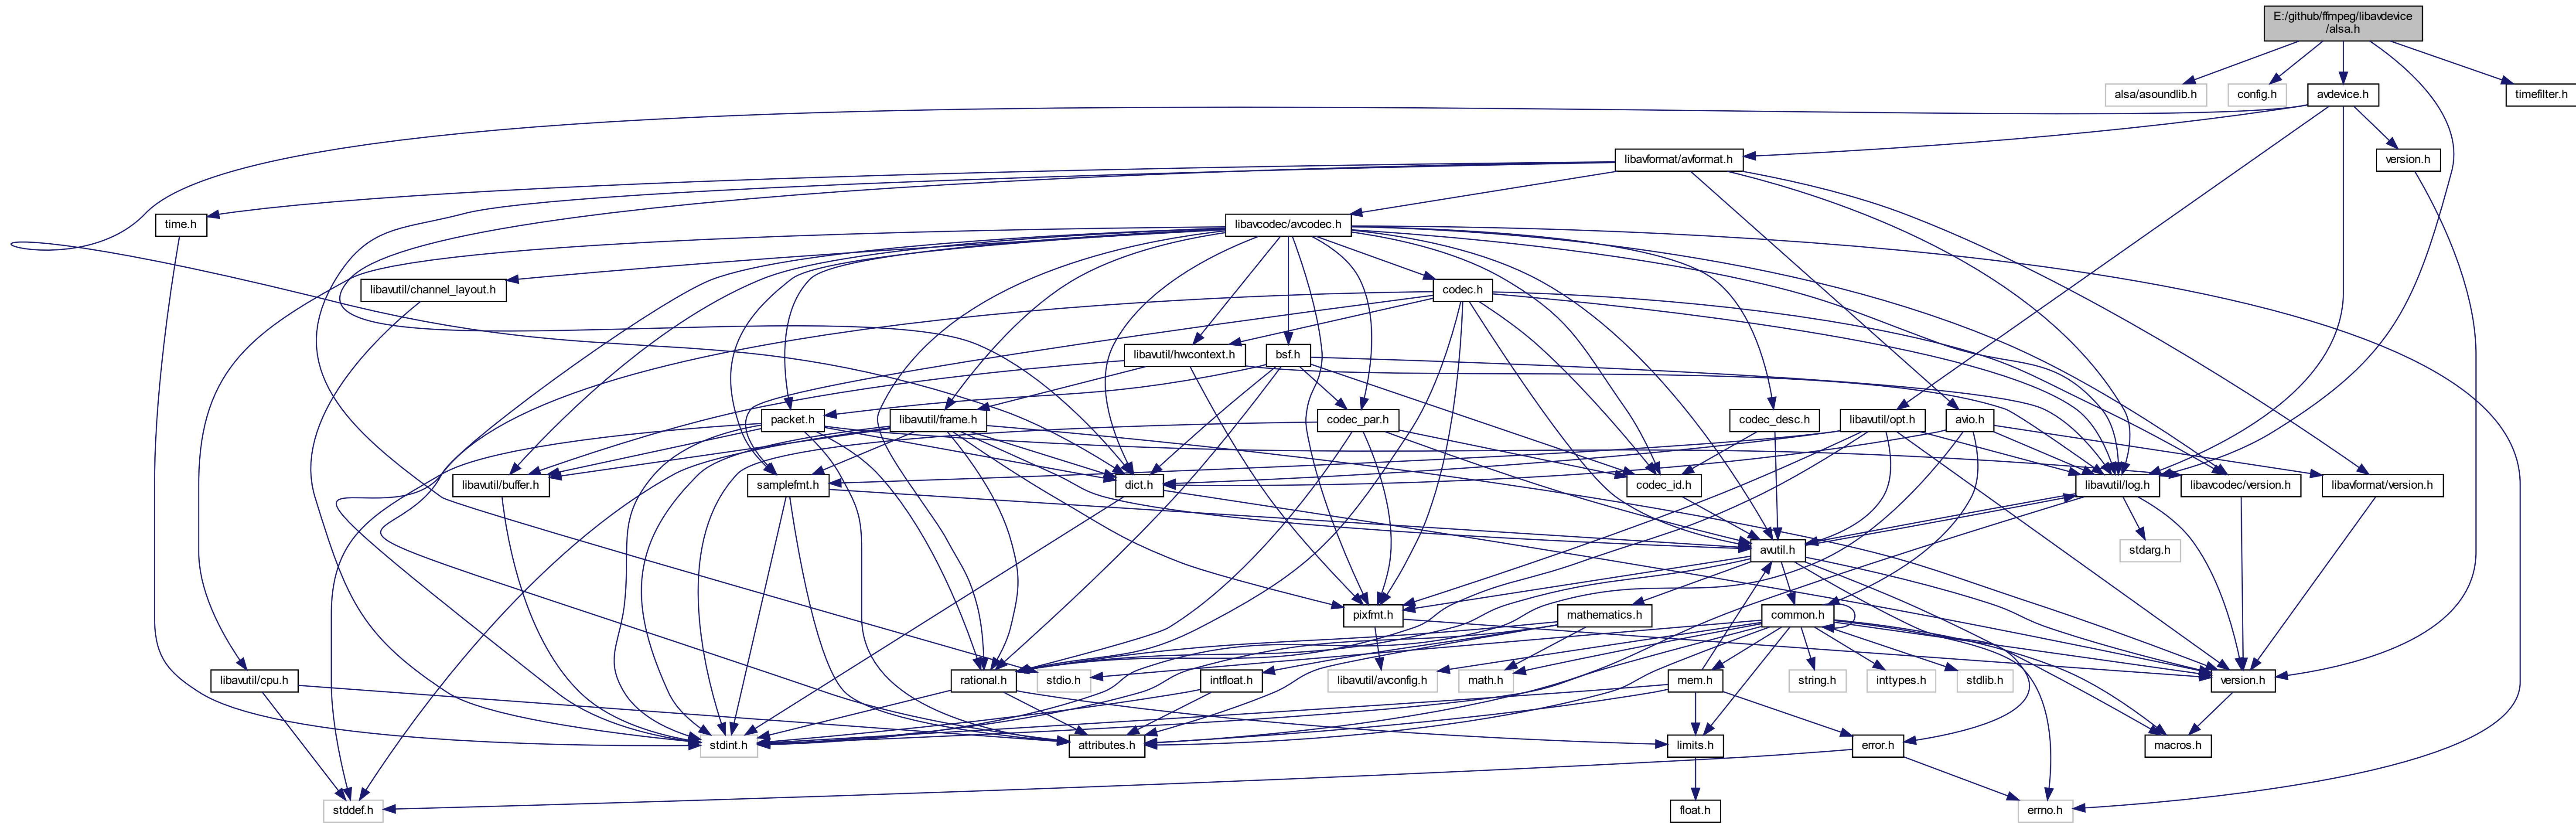 E:/github/ffmpeg/libavdevice
/alsa.h
alsa/asoundlib.h
config.h
avdevice.h
timefilter.h
libavformat/avformat.h
version.h
time.h
libavcodec/avcodec.h
libavutil/channel_layout.h
codec.h
libavutil/hwcontext.h
bsf.h
packet.h
libavutil/frame.h
codec_par.h
codec_desc.h
libavutil/opt.h
avio.h
libavutil/buffer.h
samplefmt.h
dict.h
codec_id.h
libavutil/log.h
libavcodec/version.h
libavformat/version.h
avutil.h
stdarg.h
pixfmt.h
mathematics.h
common.h
libavutil/cpu.h
rational.h
stdio.h
intfloat.h
libavutil/avconfig.h
math.h
mem.h
string.h
inttypes.h
stdlib.h
version.h
stdint.h
attributes.h
limits.h
error.h
macros.h
stddef.h
float.h
errno.h